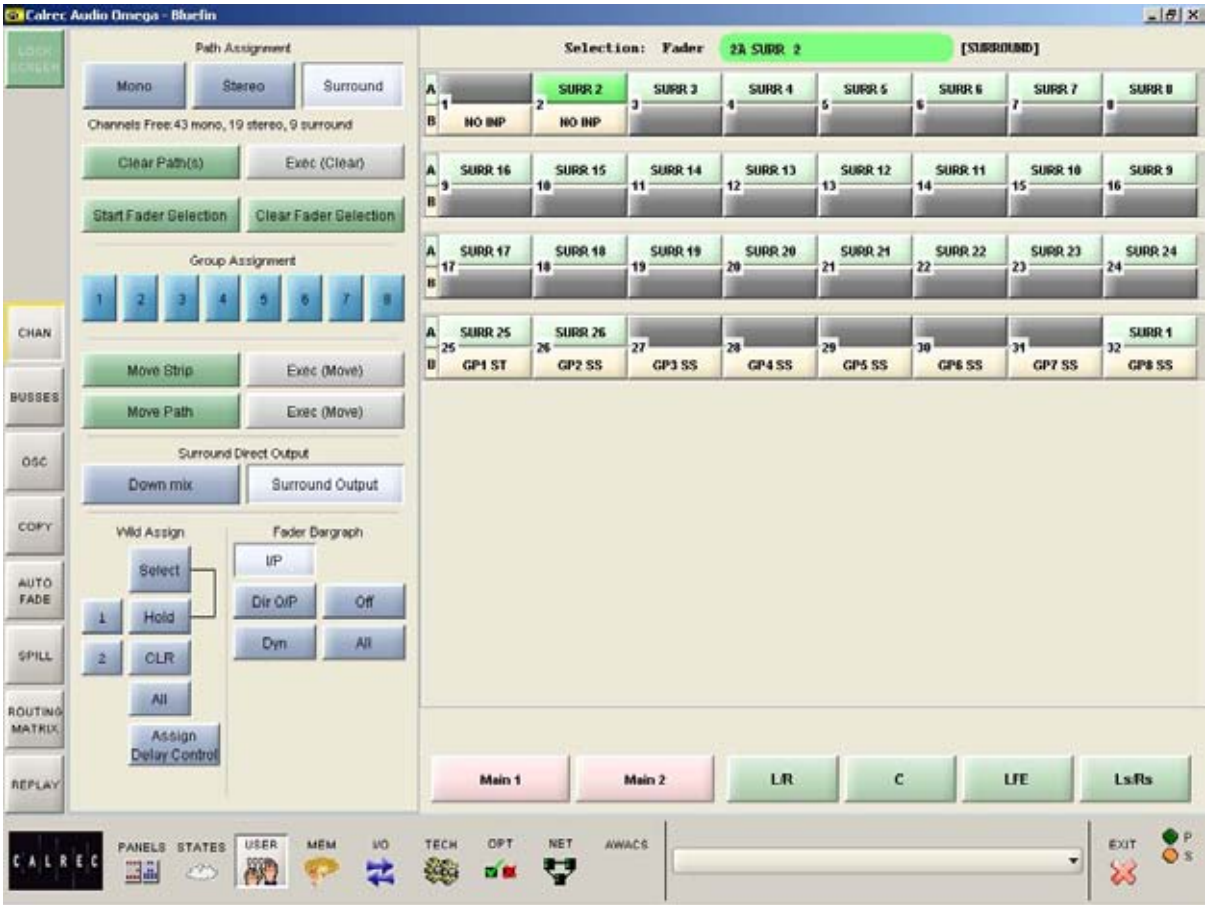 Calrec Audio Omega - Bluefin
LOCK SCREEN
Path Assignment
Mono Stereo Surround
Channels Free:43 mono, 19 stereo, 9 surround
Clear Path(s) Exec (Clear)
Start Fader Selection Clear Fader Selection
Group Assignment
1 2 3 4 5 6 7 8
Move Strip Exec (Move)
Move Path Exec (Move)
Surround Direct Output
Down mix Surround Output
Wild Assign
Select
1 Hold
2 CLR
All
Assign
Delay Control
Fader Bargraph
I/P
Dir O/P Off
Dyn All
CHAN
BUSSES
OSC
COPY
AUTO
FADE
SPILL
ROUTING
MATRIX
REPLAY
Selection: Fader 2A SURR 2 [SURROUND]
A SURR 2 SURR 3 SURR 4 SURR 5 SURR 6 SURR 7 SURR 8
1 2 3 4 5 6 7 8
B NO INP NO INP
A SURR 16 SURR 15 SURR 14 SURR 13 SURR 12 SURR 11 SURR 10 SURR 9
9 10 11 12 13 14 15 16
B
A SURR 17 SURR 18 SURR 19 SURR 20 SURR 21 SURR 22 SURR 23 SURR 24
17 18 19 20 21 22 23 24
B
A SURR 25 SURR 26 SURR 1
25 26 27 28 29 30 31 32
B GP1 ST GP2 SS GP3 SS GP4 SS GP5 SS GP6 SS GP7 SS GP8 SS
Main 1 Main 2 L/R C LFE Ls/Rs
CALREC PANELS STATES USER MEM I/O TECH OPT NET AWACS EXIT P
S